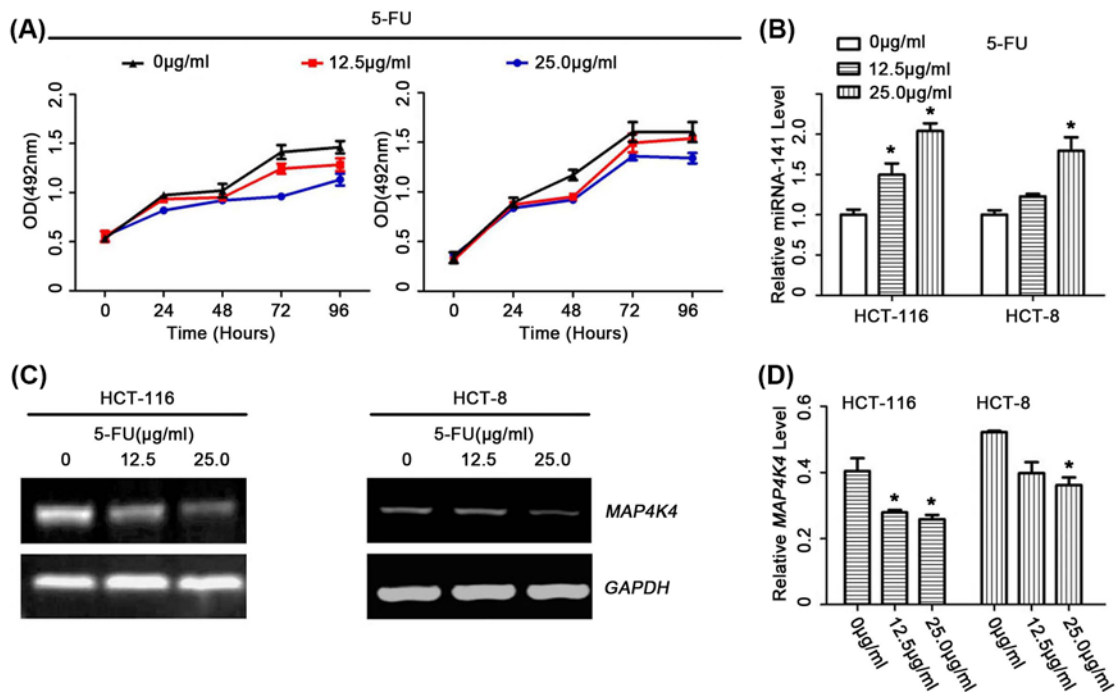 (A)
5-FU
0μg/ml 12.5μg/ml 25.0μg/ml
OD(492nm)
2.0
1.5
1.0
0.5
0
0 24 48 72 96
Time (Hours)
2.0
1.5
1.0
0.5
0
0 24 48 72 96
Time (Hours)
(B)
0μg/ml
12.5μg/ml
25.0μg/ml
5-FU
Relative miRNA-141 Level
2.0
1.5
1.0
0.5
0
* * *
HCT-116 HCT-8
(C)
HCT-116
5-FU(μg/ml)
0 12.5 25.0
HCT-8
5-FU(μg/ml)
0 12.5 25.0
MAP4K4
GAPDH
(D)
HCT-116 HCT-8
Relative MAP4K4 Level
0.6
0.4
0.2
0
* * *
0μg/ml 12.5μg/ml 25.0μg/ml 0μg/ml 12.5μg/ml 25.0μg/ml